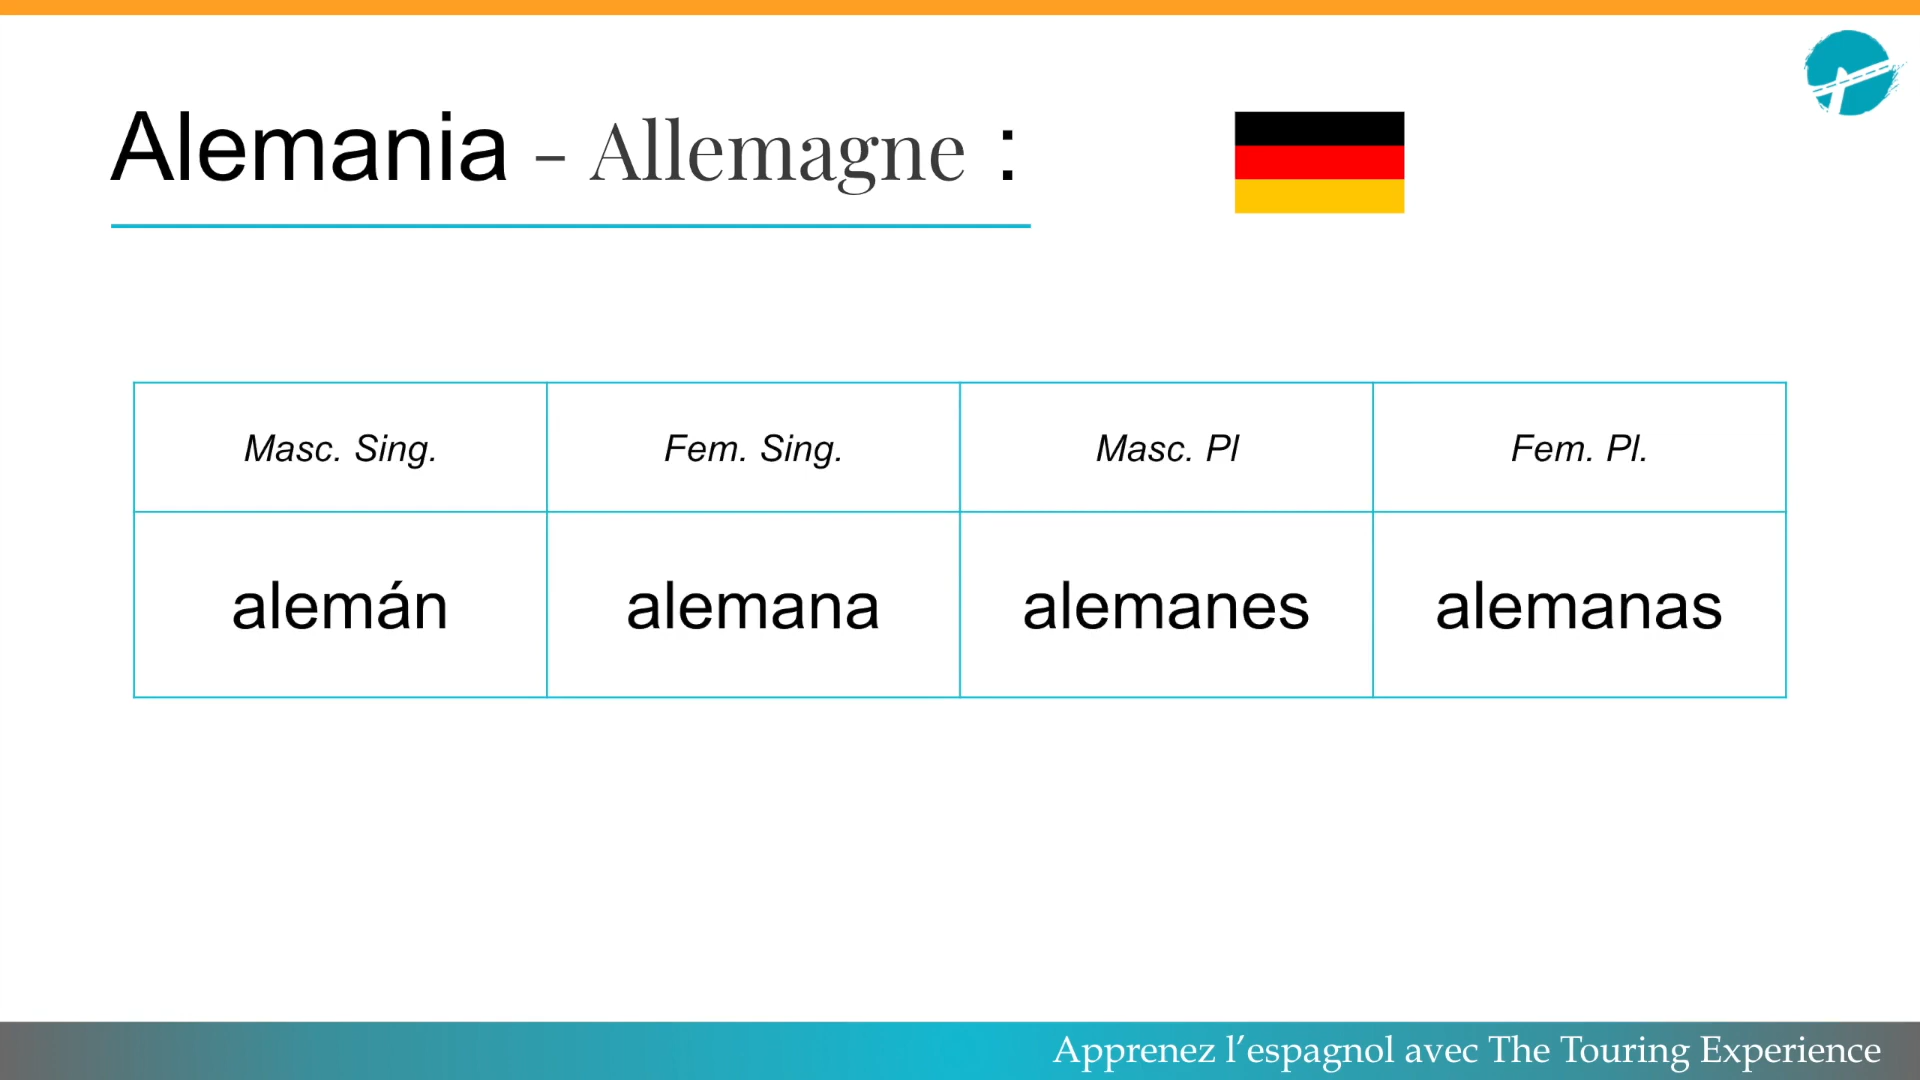 Alemania - Allemagne :
Masc. Sing. Fem. Sing. Masc. Pl Fem. Pl.
alemán alemana alemanes alemanas
Apprenez l’espagnol avec The Touring Experience